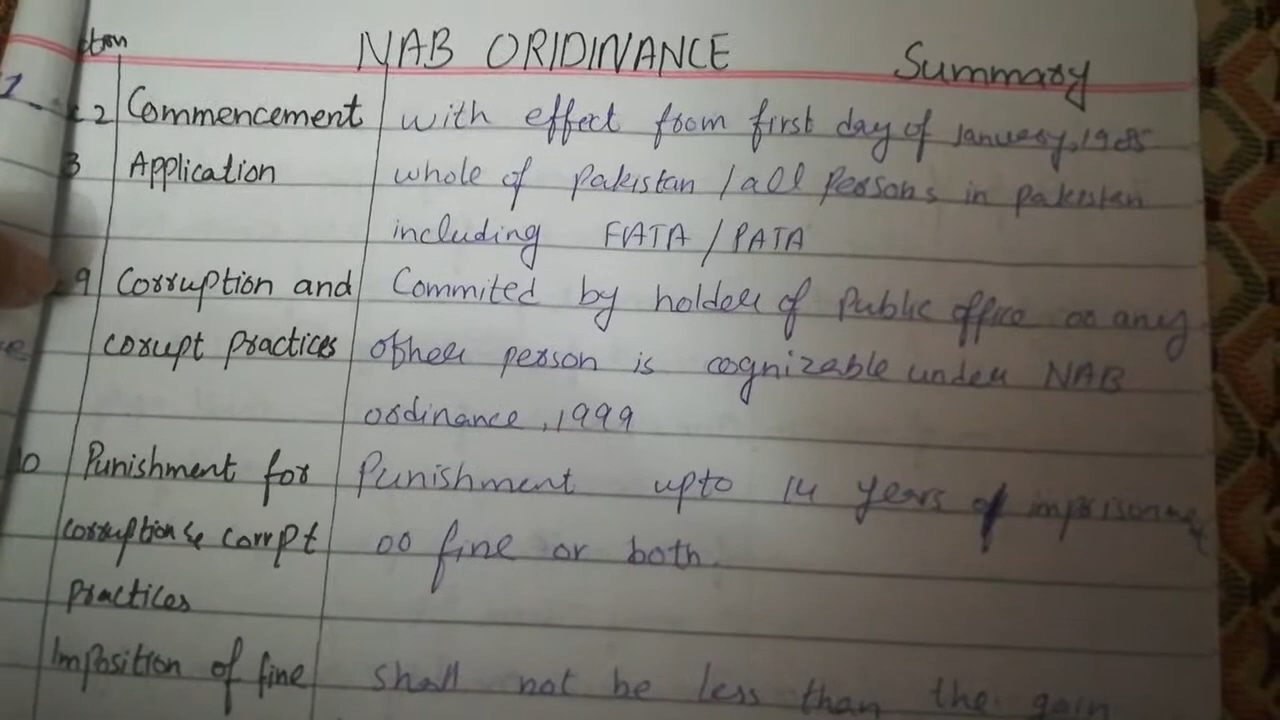 ction NAB ORIDINANCE Summary
2 Commencement with effect from first day of January, 1985
3 Application whole of Pakistan / all Persons in pakistan
including FATA / PATA
9 Corruption and Commited by holder of Public office or any
corupt practices other person is cognizable under NAB
ordinance, 1999
10 Punishment for Punishment upto 14 years of imprisonment
corruption & corrpt or fine or both.
practices
Imposition of fine shall not be less than the gain